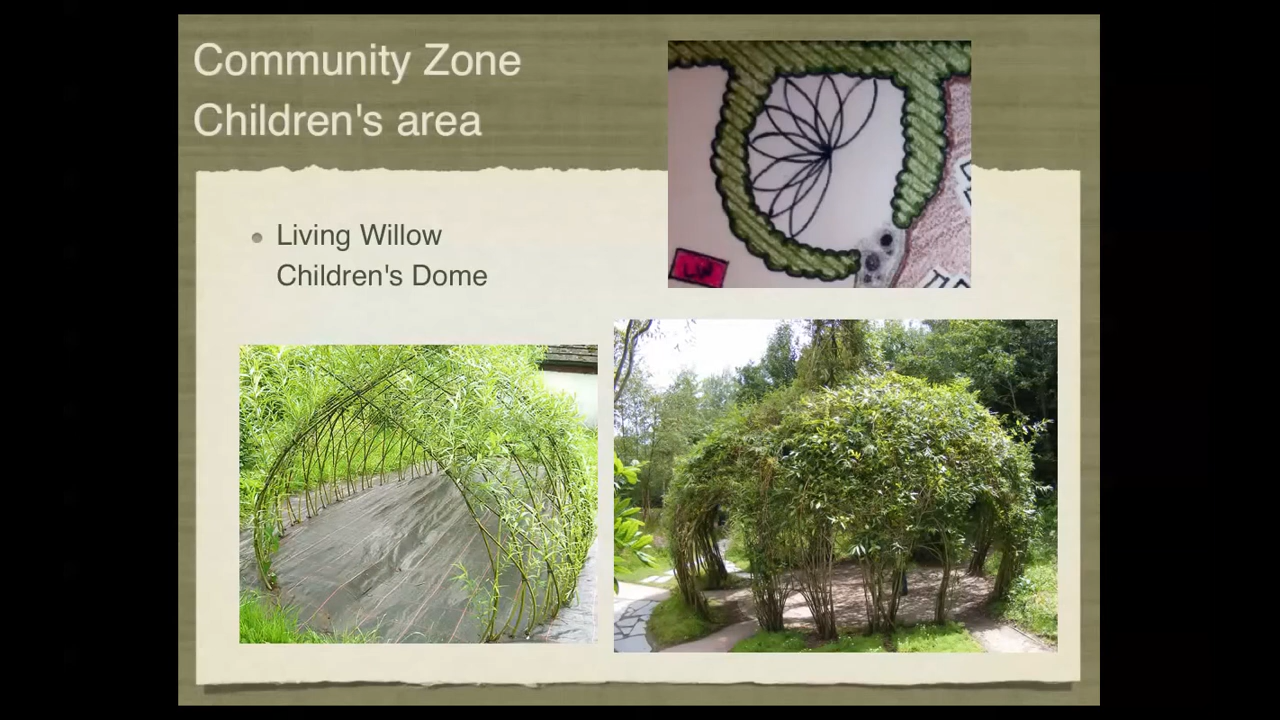 Community Zone
Children's area
Living Willow
Children's Dome